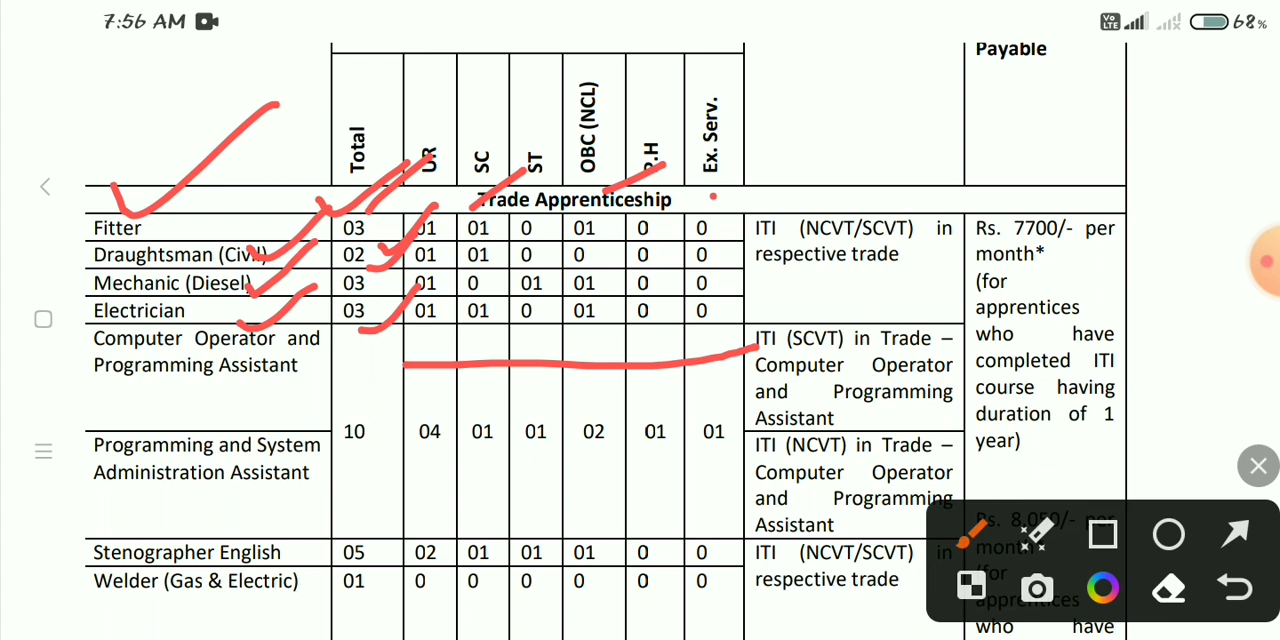 7:56 AM
Vo LTE
68%
Payable
Total UR SC ST OBC (NCL) P.H Ex. Serv.
Trade Apprenticeship
Fitter 03 01 01 0 01 0 0 ITI (NCVT/SCVT) in Rs. 7700/- per
Draughtsman (Civil) 02 01 01 0 0 0 0 respective trade month*
Mechanic (Diesel) 03 01 0 01 01 0 0 (for
Electrician 03 01 01 0 01 0 0 apprentices
Computer Operator and ITI (SCVT) in Trade – who have
Programming Assistant Computer Operator completed ITI
and Programming course having
Assistant duration of 1
10 04 01 01 02 01 01
Programming and System ITI (NCVT) in Trade – year)
Administration Assistant Computer Operator
and Programming
Assistant Rs. 8,050/- per
Stenographer English 05 02 01 01 01 0 0 ITI (NCVT/SCVT) in month*
Welder (Gas & Electric) 01 0 0 0 0 0 0 respective trade (for
apprentices
who have